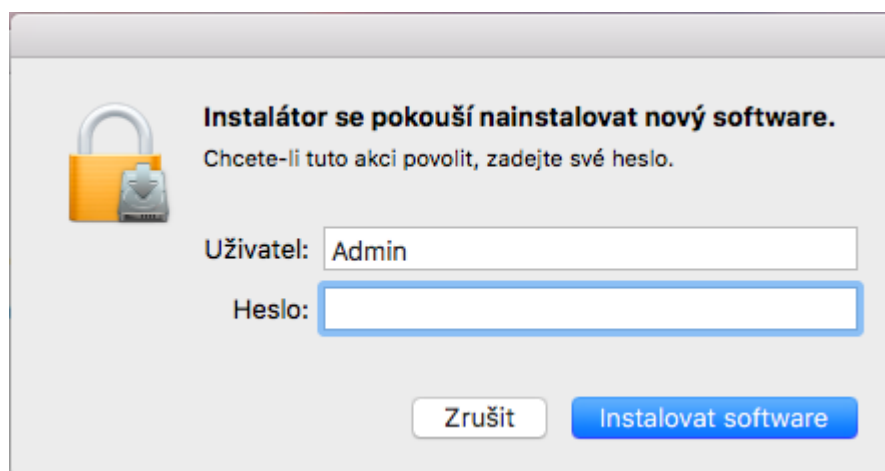 Instalátor se pokouší nainstalovat nový software.
Chcete-li tuto akci povolit, zadejte své heslo.
Uživatel: Admin
Heslo:
Zrušit Instalovat software